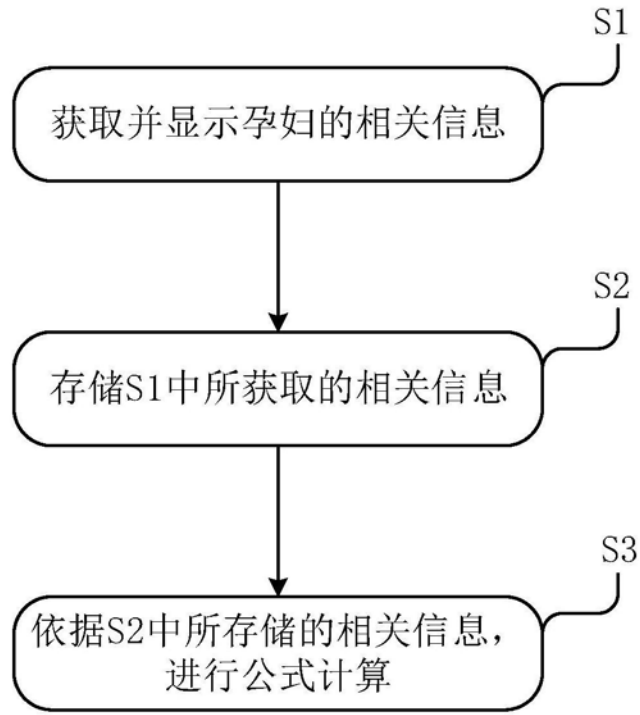 S1
获取并显示孕妇的相关信息
S2
存储S1中所获取的相关信息
S3
依据S2中所存储的相关信息，
进行公式计算